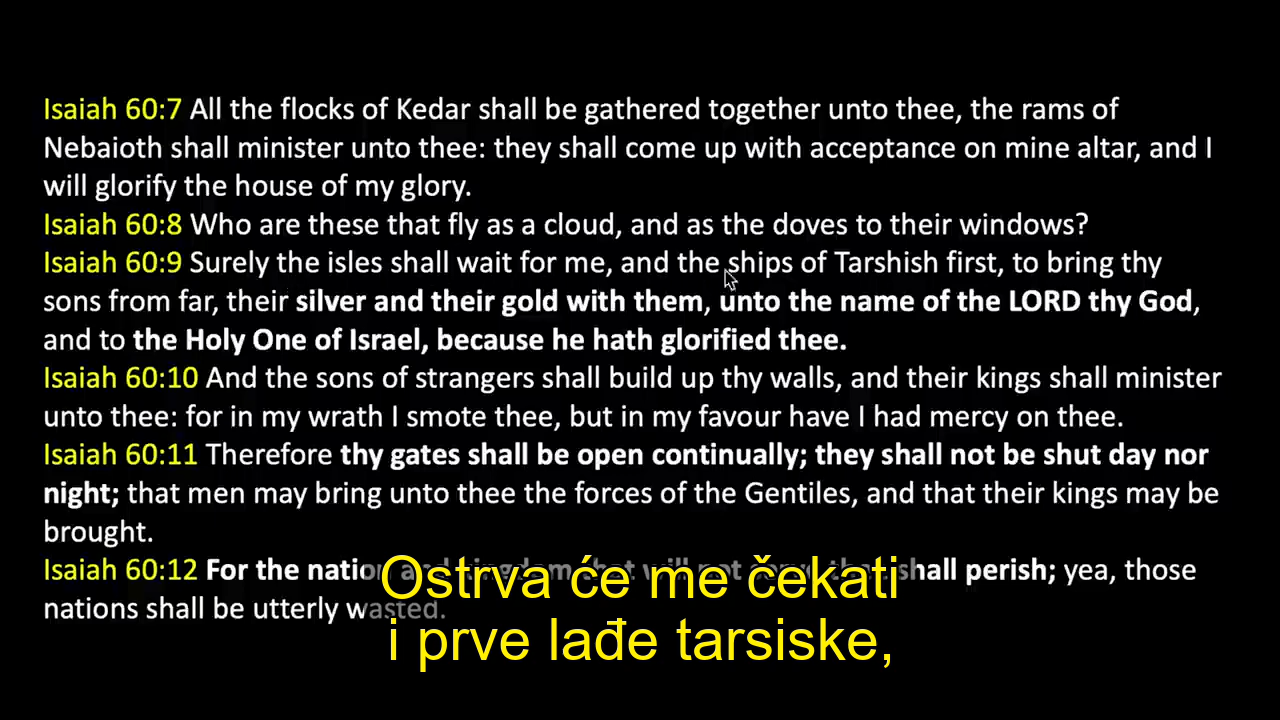 Isaiah 60:7 All the flocks of Kedar shall be gathered together unto thee, the rams of
Nebaioth shall minister unto thee: they shall come up with acceptance on mine altar, and I
will glorify the house of my glory.
Isaiah 60:8 Who are these that fly as a cloud, and as the doves to their windows?
Isaiah 60:9 Surely the isles shall wait for me, and the ships of Tarshish first, to bring thy
sons from far, their silver and their gold with them, unto the name of the LORD thy God,
and to the Holy One of Israel, because he hath glorified thee.
Isaiah 60:10 And the sons of strangers shall build up thy walls, and their kings shall minister
unto thee: for in my wrath I smote thee, but in my favour have I had mercy on thee.
Isaiah 60:11 Therefore thy gates shall be open continually; they shall not be shut day nor
night; that men may bring unto thee the forces of the Gentiles, and that their kings may be
brought.
Isaiah 60:12 For the nation and kingdom that will not serve thee shall perish; yea, those
nations shall be utterly wasted.
Ostrva će me čekati
i prve lađe tarsiske,